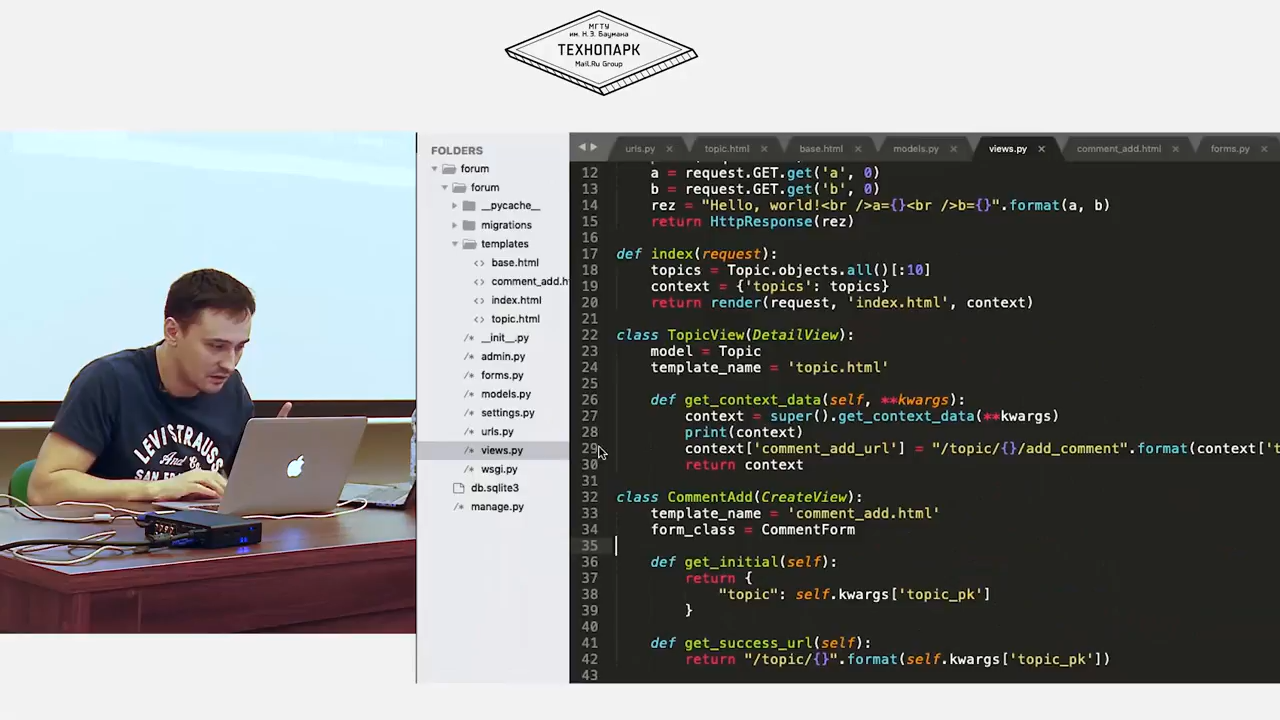 МГТУ
им. Н.Э. Баумана
ТЕХНОПАРК
Mail.Ru Group
LEVI STRAUSS
And
SAN
FOLDERS
forum
forum
__pycache__
migrations
templates
base.html
comment_add.h
index.html
topic.html
__init__.py
admin.py
forms.py
models.py
settings.py
urls.py
views.py
wsgi.py
db.sqlite3
manage.py
urls.py × topic.html × base.html × models.py × views.py × comment_add.html × forms.py ×
12 a = request.GET.get('a', 0)
13 b = request.GET.get('b', 0)
14 rez = "Hello, world!<br />a={}<br />b={}".format(a, b)
15 return HttpResponse(rez)
16
17 def index(request):
18 topics = Topic.objects.all()[:10]
19 context = {'topics': topics}
20 return render(request, 'index.html', context)
21
22 class TopicView(DetailView):
23 model = Topic
24 template_name = 'topic.html'
25
26 def get_context_data(self, **kwargs):
27 context = super().get_context_data(**kwargs)
28 print(context)
29 context['comment_add_url'] = "/topic/{}/add_comment".format(context['t
30 return context
31
32 class CommentAdd(CreateView):
33 template_name = 'comment_add.html'
34 form_class = CommentForm
35
36 def get_initial(self):
37 return {
38 "topic": self.kwargs['topic_pk']
39 }
40
41 def get_success_url(self):
42 return "/topic/{}".format(self.kwargs['topic_pk'])
43